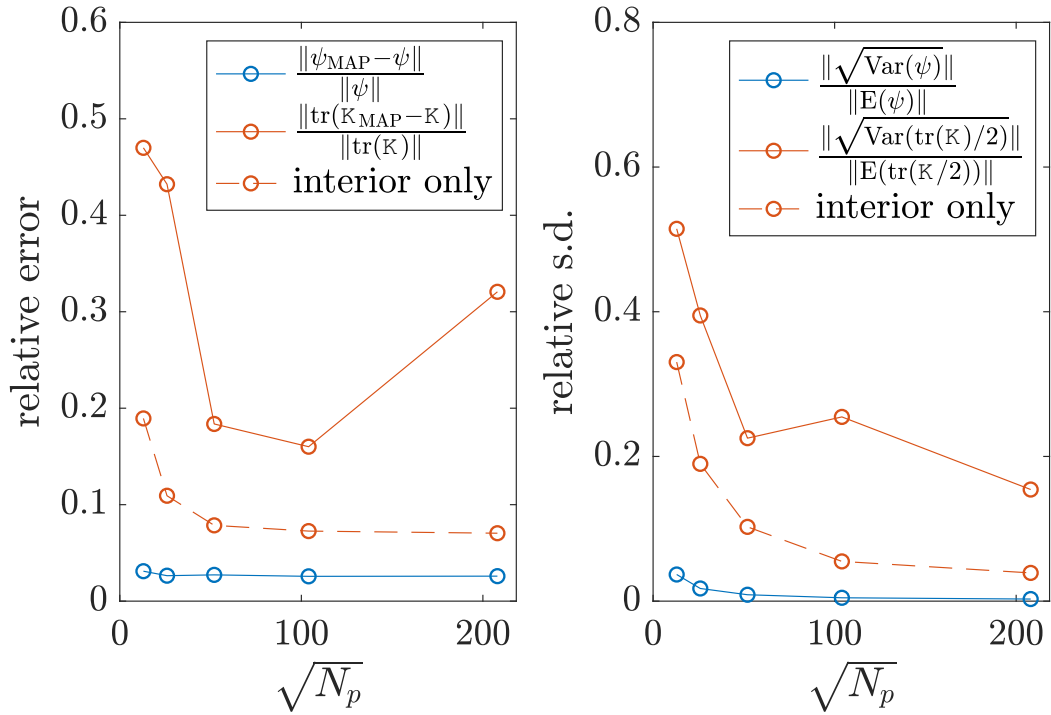 0.6
0.5
0.4
0.3
0.2
0.1
0
0 100 200
relative error
√N_p
‖ψ_MAP−ψ‖
‖ψ‖
‖tr(𝙺_MAP−𝙺)‖
‖tr(𝙺)‖
interior only
0.8
0.6
0.4
0.2
0
0 100 200
relative s.d.
√N_p
‖√Var(ψ)‖
‖E(ψ)‖
‖√Var(tr(𝙺)/2)‖
‖E(tr(𝙺/2))‖
interior only